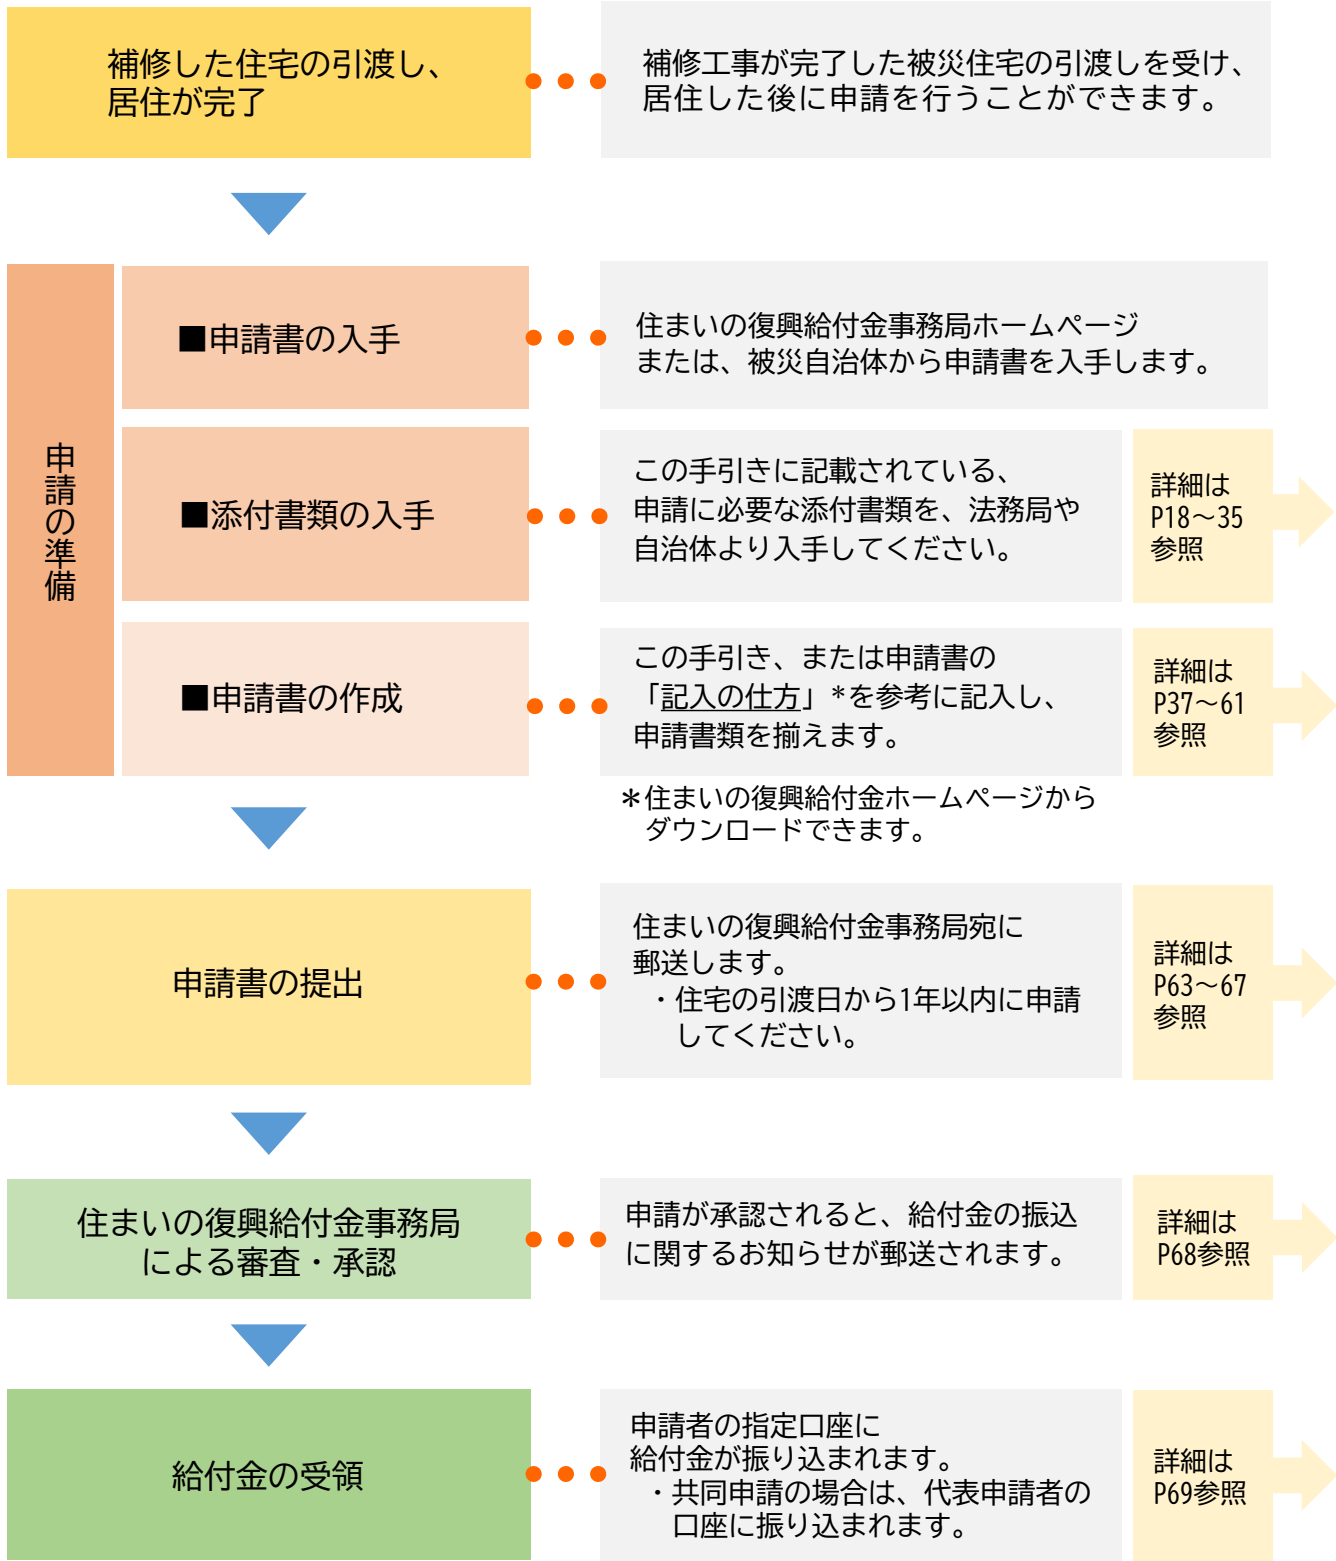 補修した住宅の引渡し、
居住が完了
補修工事が完了した被災住宅の引渡しを受け、
居住した後に申請を行うことができます。
申請の準備
■申請書の入手
住まいの復興給付金事務局ホームページ
または、被災自治体から申請書を入手します。
■添付書類の入手
この手引きに記載されている、
申請に必要な添付書類を、法務局や
自治体より入手してください。
詳細は
P18～35
参照
■申請書の作成
この手引き、または申請書の
「記入の仕方」*を参考に記入し、
申請書類を揃えます。
詳細は
P37～61
参照
＊住まいの復興給付金ホームページから
ダウンロードできます。
申請書の提出
住まいの復興給付金事務局宛に
郵送します。
・住宅の引渡日から1年以内に申請
してください。
詳細は
P63～67
参照
住まいの復興給付金事務局
による審査・承認
申請が承認されると、給付金の振込
に関するお知らせが郵送されます。
詳細は
P68参照
給付金の受領
申請者の指定口座に
給付金が振り込まれます。
・共同申請の場合は、代表申請者の
口座に振り込まれます。
詳細は
P69参照